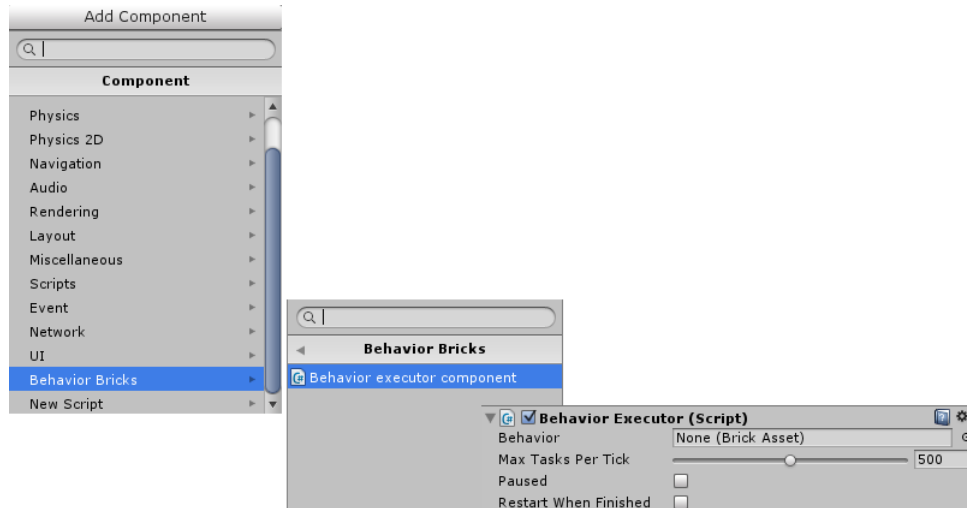 Add Component
Component
Physics
Physics 2D
Navigation
Audio
Rendering
Layout
Miscellaneous
Scripts
Event
Network
UI
Behavior Bricks
New Script
Behavior Bricks
Behavior executor component
Behavior Executor (Script)
Behavior None (Brick Asset)
Max Tasks Per Tick 500
Paused
Restart When Finished